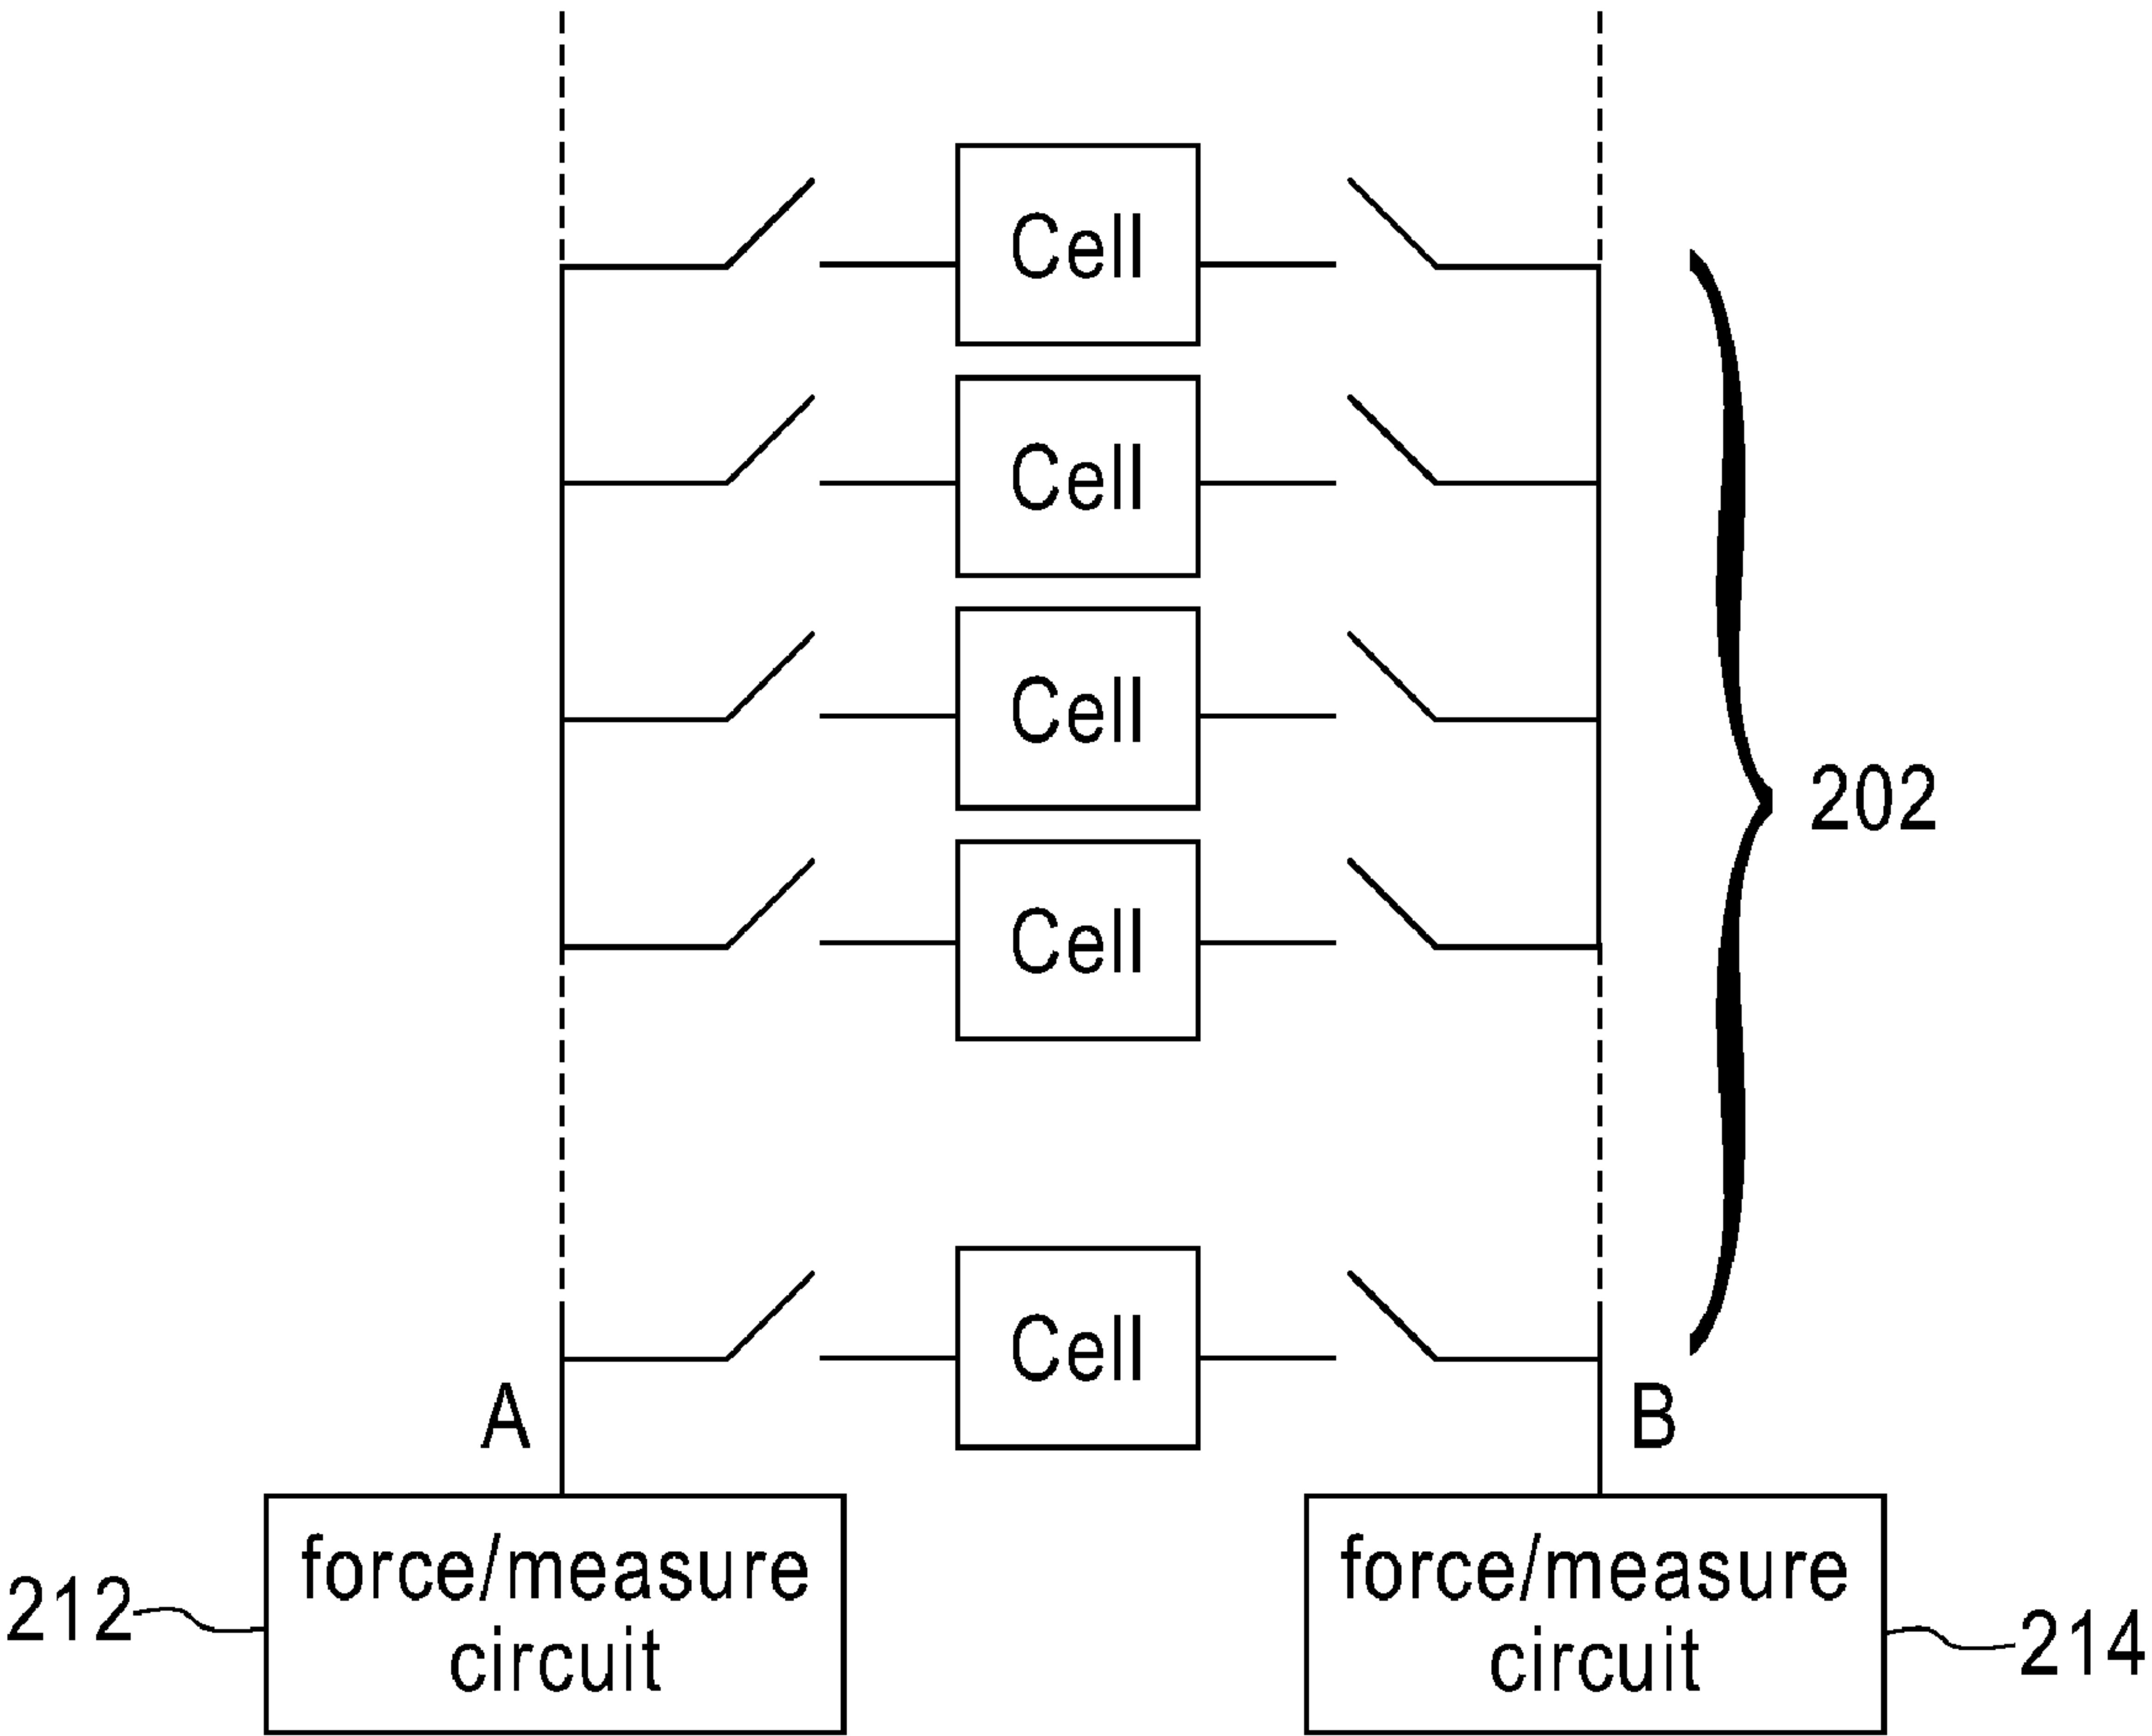 Cell
Cell
Cell
202
Cell
Cell
A
B
force/measure
circuit
force/measure
circuit
212
214